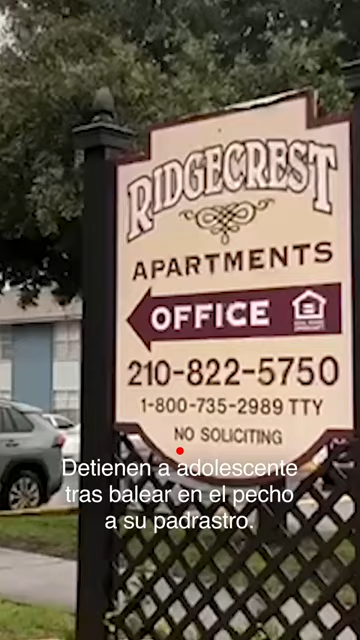 RIDGECREST
APARTMENTS
OFFICE
210-822-5750
1-800-735-2989 TTY
NO SOLICITING
Detienen a adolescente
tras balear en el pecho
a su padrastro.